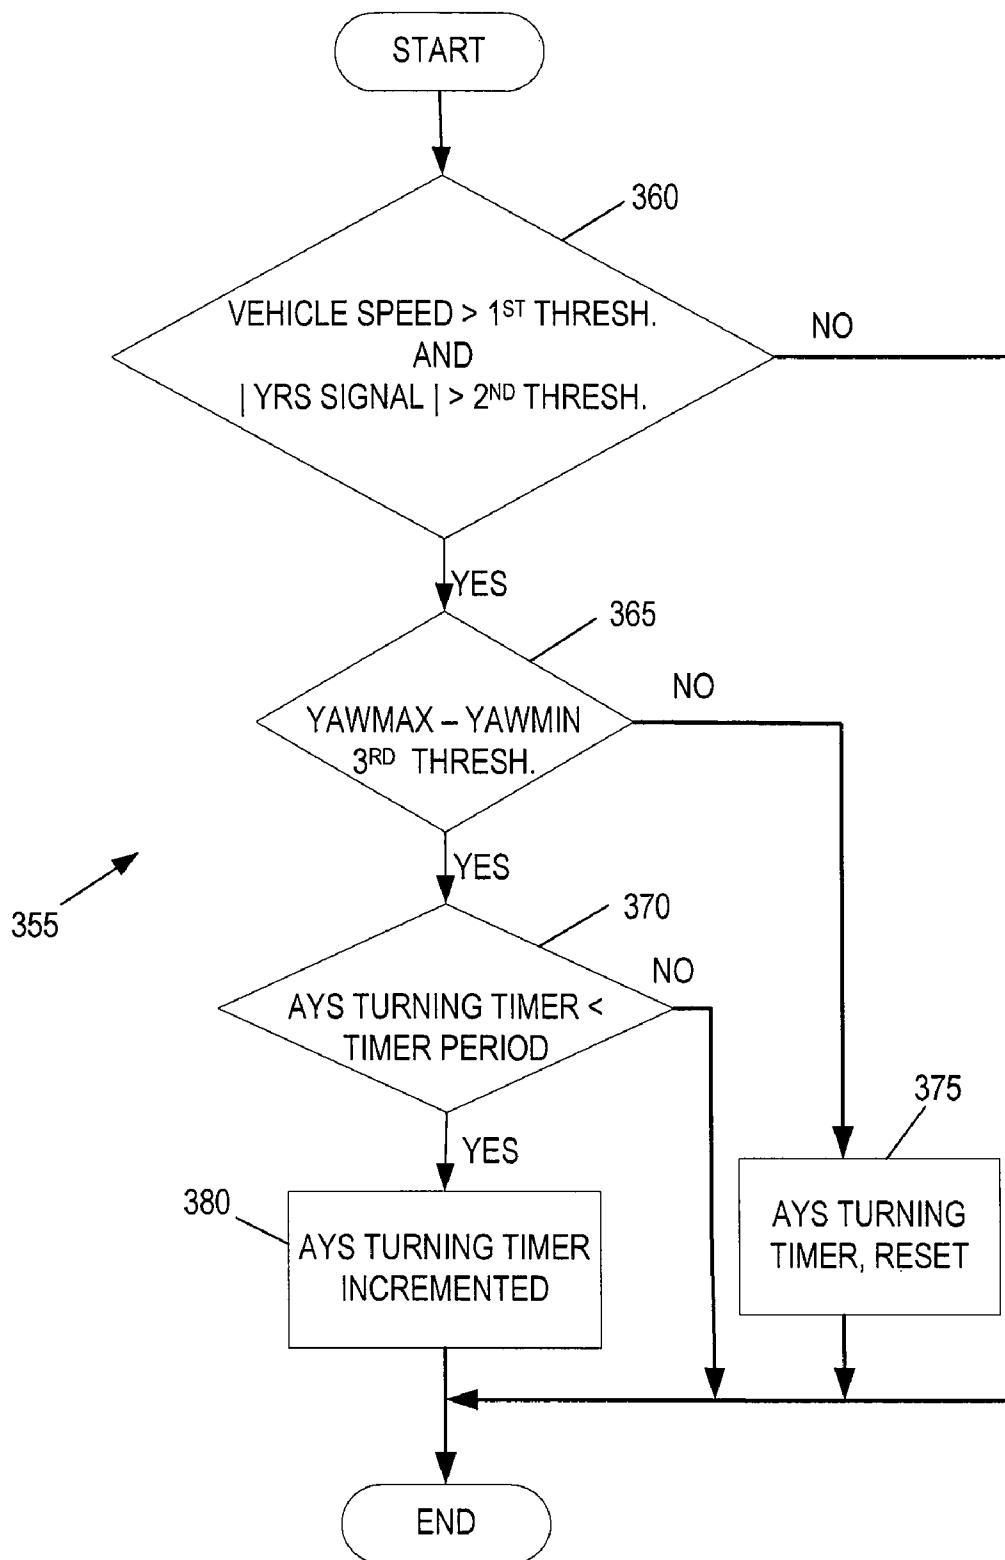 START
360
VEHICLE SPEED > 1ST THRESH.
AND
| YRS SIGNAL | > 2ND THRESH.
NO
YES
365
YAWMAX – YAWMIN
3RD THRESH.
NO
YES
355
370
AYS TURNING TIMER <
TIMER PERIOD
NO
YES
375
AYS TURNING
TIMER, RESET
380
AYS TURNING TIMER
INCREMENTED
END